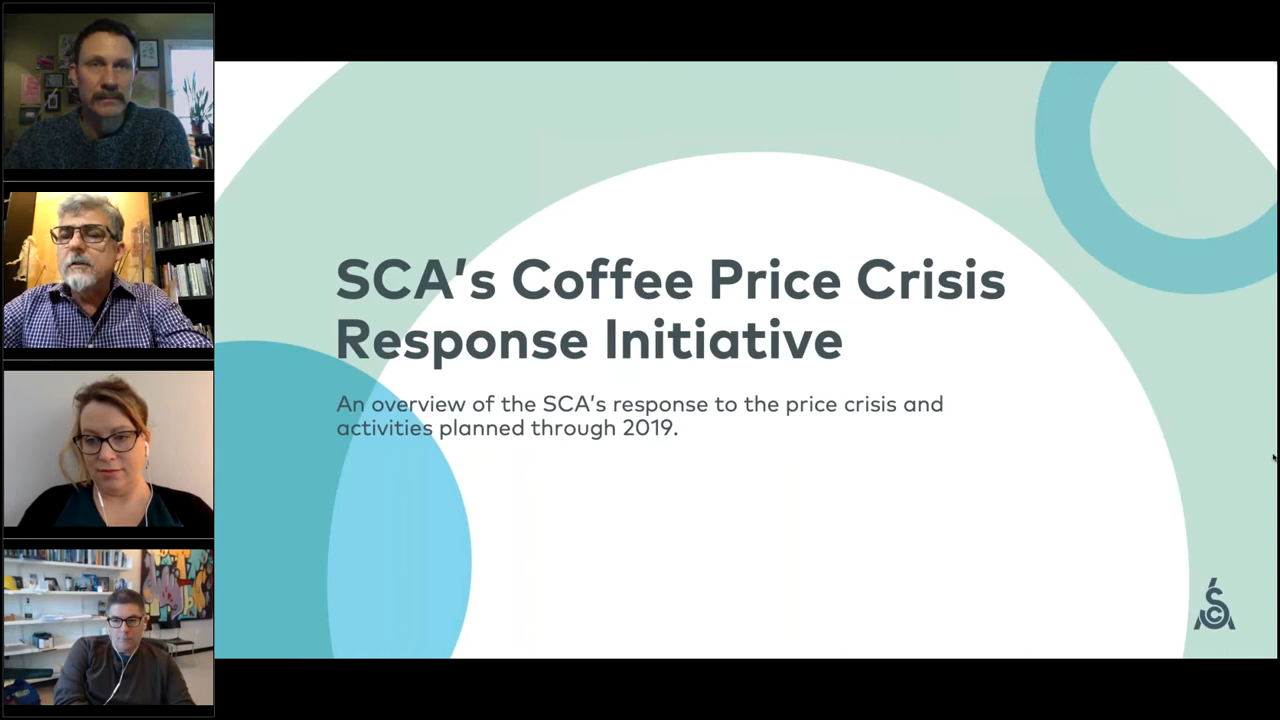 SCA's Coffee Price Crisis
Response Initiative
An overview of the SCA's response to the price crisis and
activities planned through 2019.
SCA